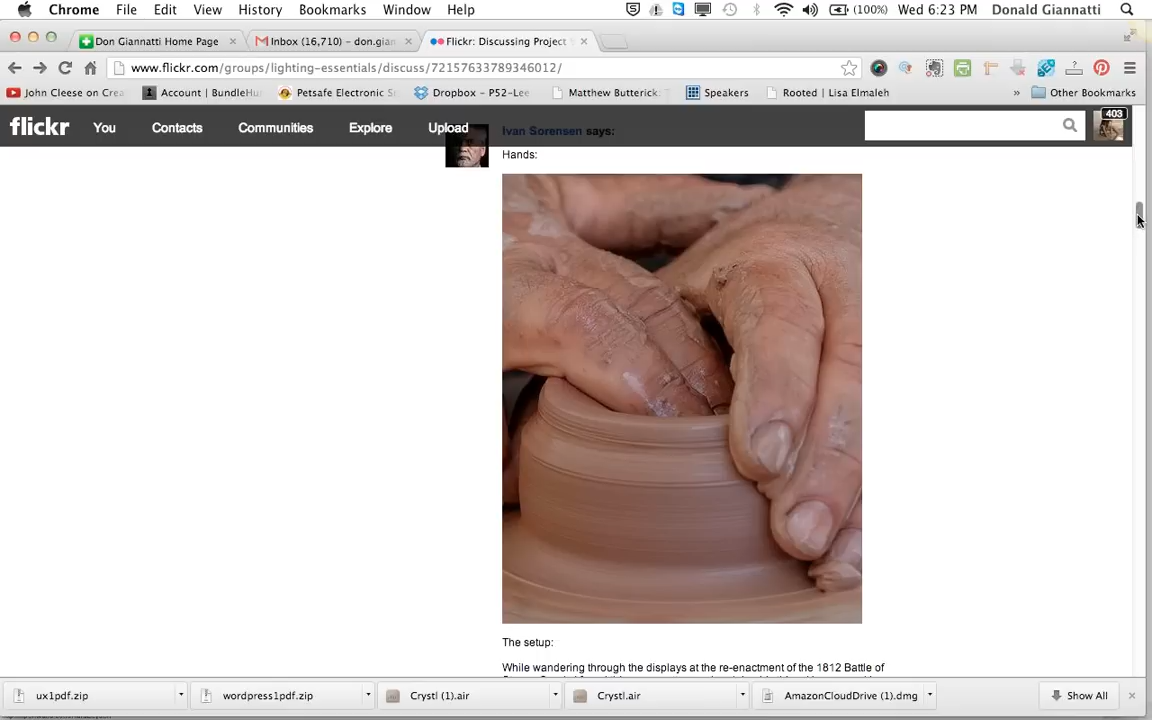 Chrome File Edit View History Bookmarks Window Help (100%) Wed 6:23 PM Donald Giannatti
Don Giannatti Home Page Inbox (16,710) – don.gian Flickr: Discussing Project
www.flickr.com/groups/lighting-essentials/discuss/72157633789346012/
John Cleese on Crea Account | BundleHu Petsafe Electronic S Dropbox – P52-Lee Matthew Butterick: Speakers Rooted | Lisa Elmaleh » Other Bookmarks
403
flickr You Contacts Communities Explore Upload
Ivan Sorensen says:
Hands:
The setup:
While wandering through the displays at the re-enactment of the 1812 Battle of
ux1pdf.zip wordpress1pdf.zip Crystl (1).air Crystl.air AmazonCloudDrive (1).dmg Show All